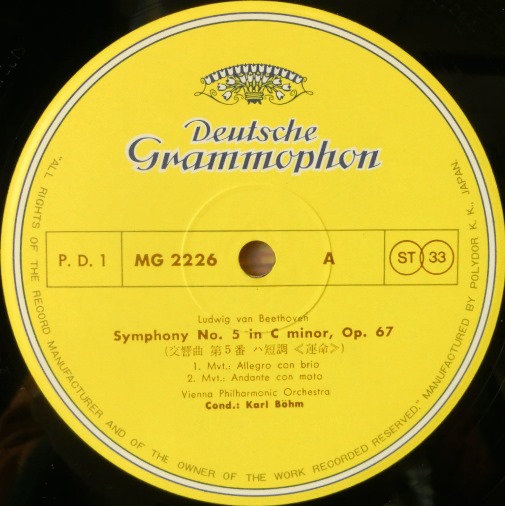 Deutsche
Grammophon
P. D. 1
MG 2226
A
ST 33
Ludwig van Beethoven
Symphony No. 5 in C minor, Op. 67
(交響曲 第5番 ハ短調 ≪運命≫)
1. Mvt.: Allegro con brio
2. Mvt.: Andante con moto
Vienna Philharmonic Orchestra
Cond.: Karl Böhm
"ALL RIGHTS OF THE RECORD MANUFACTURER AND OF THE OWNER OF THE WORK RECORDED RESERVED." MANUFACTURED BY POLYDOR K. K., JAPAN.